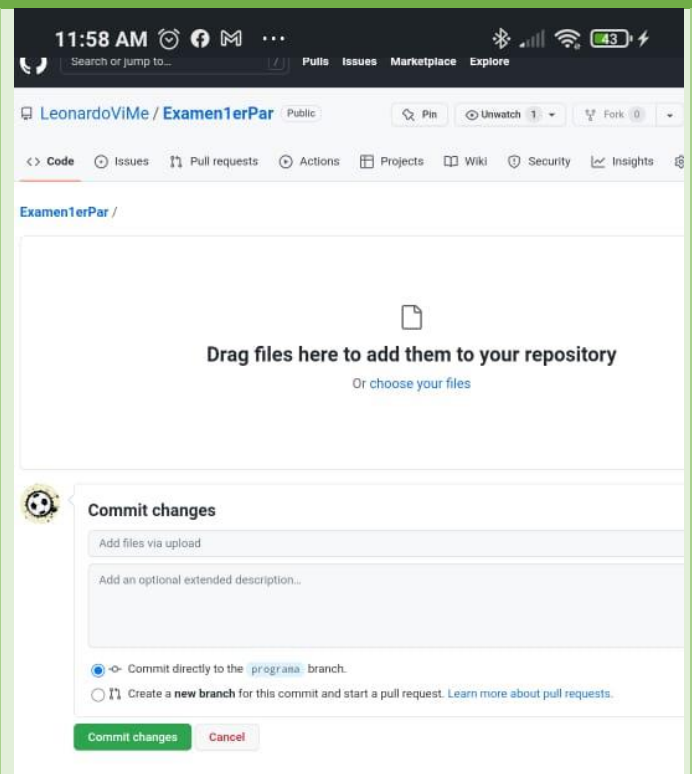 11:58 AM ... 43
Search or jump to... / Pulls Issues Marketplace Explore
LeonardoViMe / Examen1erPar Public Pin Unwatch 1 Fork 0
<> Code Issues Pull requests Actions Projects Wiki Security Insights
Examen1erPar /
Drag files here to add them to your repository
Or choose your files
Commit changes
Add files via upload
Add an optional extended description...
Commit directly to the programa branch.
Create a new branch for this commit and start a pull request. Learn more about pull requests.
Commit changes Cancel